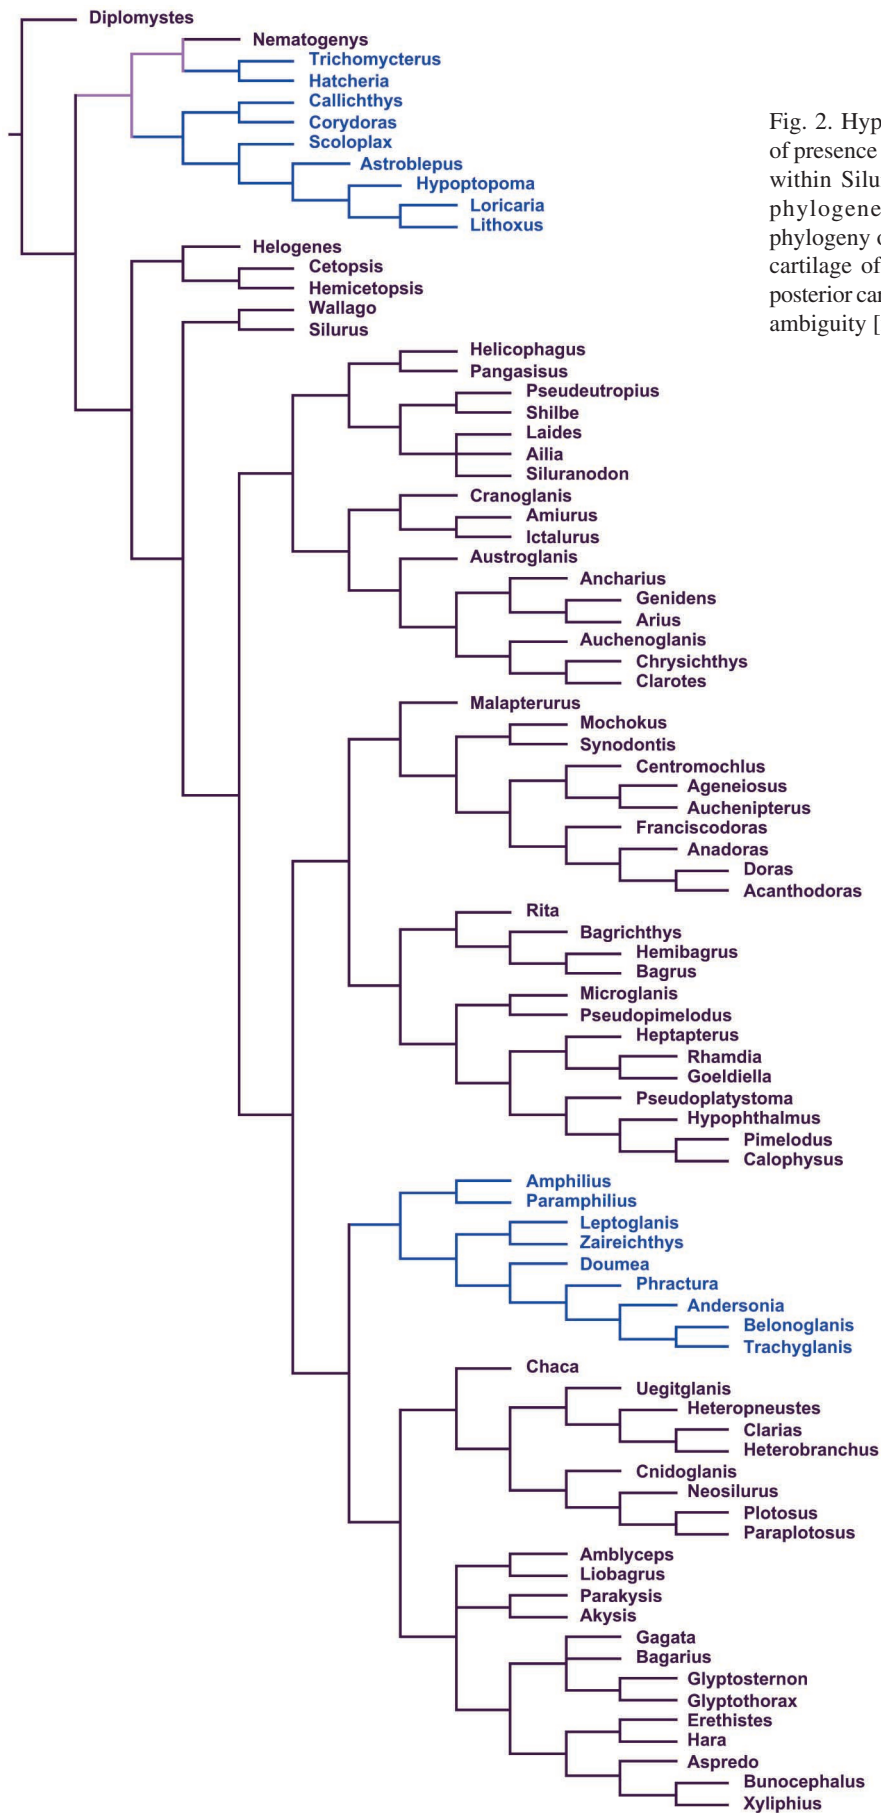 Diplomystes
Nematogenys
Trichomycterus
Hatcheria
Callichthys
Corydoras
Scoloplax
Astroblepus
Hypoptopoma
Loricaria
Lithoxus
Helogenes
Cetopsis
Hemicetopsis
Wallago
Silurus
Helicophagus
Pangasisus
Pseudeutropius
Shilbe
Laides
Ailia
Siluranodon
Cranoglanis
Amiurus
Ictalurus
Austroglanis
Ancharius
Genidens
Arius
Auchenoglanis
Chrysichthys
Clarotes
Malapterurus
Mochokus
Synodontis
Centromochlus
Ageneiosus
Auchenipterus
Franciscodoras
Anadoras
Doras
Acanthodoras
Rita
Bagrichthys
Hemibagrus
Bagrus
Microglanis
Pseudopimelodus
Heptapterus
Rhamdia
Goeldiella
Pseudoplatystoma
Hypophthalmus
Pimelodus
Calophysus
Amphilius
Paramphilius
Leptoglanis
Zaireichthys
Doumea
Phractura
Andersonia
Belonoglanis
Trachyglanis
Chaca
Uegitglanis
Heteropneustes
Clarias
Heterobranchus
Cnidoglanis
Neosilurus
Plotosus
Paraplotosus
Amblyceps
Liobagrus
Parakysis
Akysis
Gagata
Bagarius
Glyptosternon
Glyptothorax
Erethistes
Hara
Aspredo
Bunocephalus
Xyliphius
Fig. 2. Hyp
of presence
within Silu
phylogene
phylogeny o
cartilage of
posterior car
ambiguity [